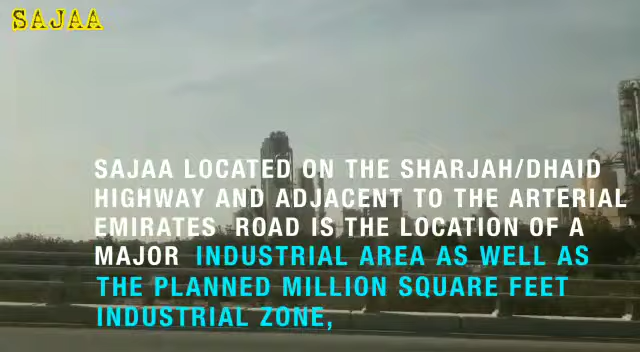 SAJAA
SAJAA LOCATED ON THE SHARJAH/DHAID
HIGHWAY AND ADJACENT TO THE ARTERIAL
EMIRATES ROAD IS THE LOCATION OF A
MAJOR INDUSTRIAL AREA AS WELL AS
THE PLANNED MILLION SQUARE FEET
INDUSTRIAL ZONE,